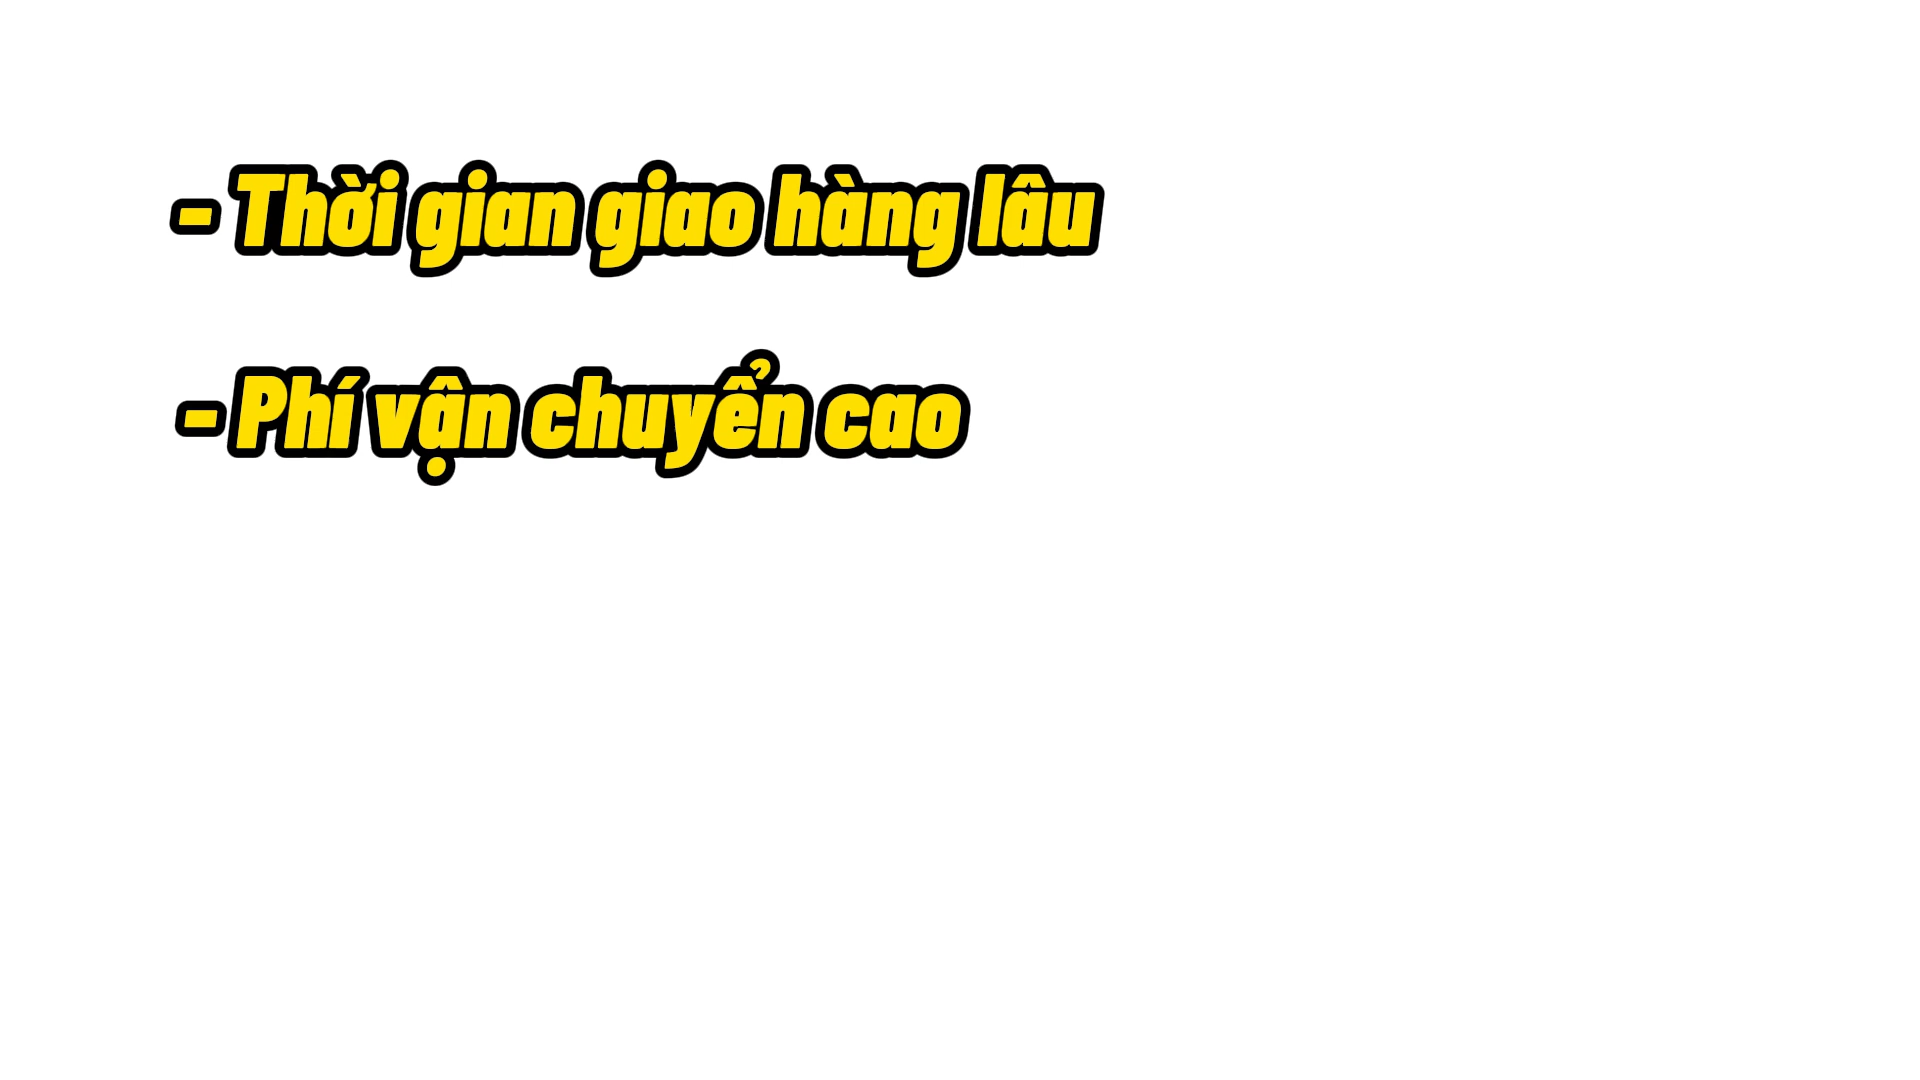 - Thời gian giao hàng lâu
- Phí vận chuyển cao